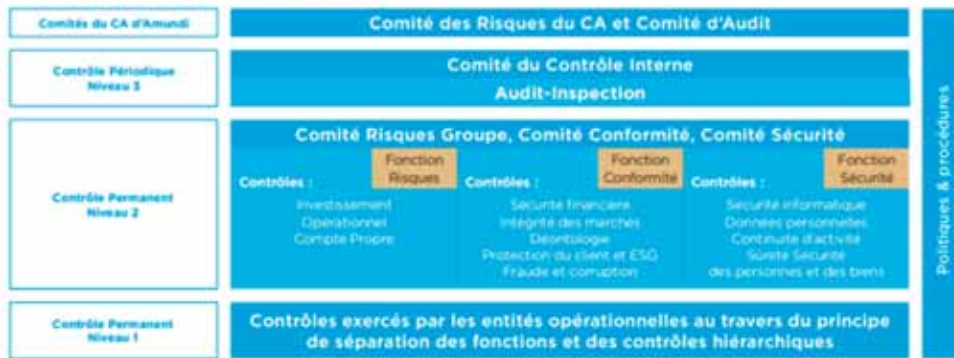 Comités du CA d'Amundi
Comité des Risques du CA et Comité d'Audit
Contrôle Périodique
Niveau 3
Comité du Contrôle Interne
Audit-Inspection
Contrôle Permanent
Niveau 2
Comité Risques Groupe, Comité Conformité, Comité Sécurité
Fonction
Risques
Contrôles :
Investissement
Opérationnel
Compte Propre
Fonction
Conformité
Contrôles :
Sécurité financière
Intégrité des marchés
Déontologie
Protection du client et ESG
Fraude et corruption
Fonction
Sécurité
Contrôles :
Sécurité informatique
Données personnelles
Continuité d'activité
Sûreté Sécurité
des personnes et des biens
Contrôle Permanent
Niveau 1
Contrôles exercés par les entités opérationnelles au travers du principe
de séparation des fonctions et des contrôles hiérarchiques
Politiques & procédures